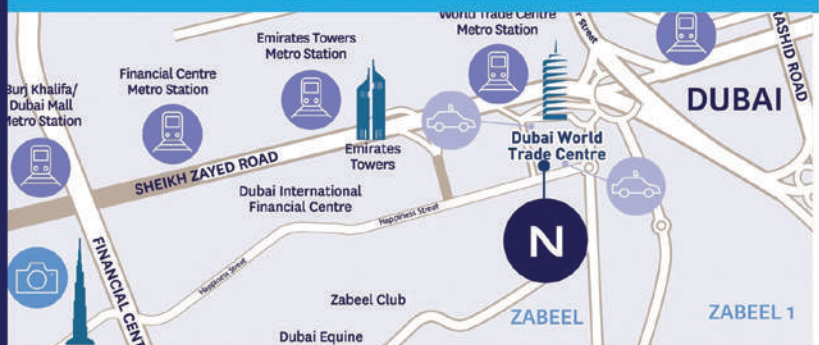 World Trade Centre
Metro Station
Emirates Towers
Metro Station
Financial Centre
Metro Station
Burj Khalifa/
Dubai Mall
Metro Station
RASHID ROAD
DUBAI
Dubai World
Trade Centre
Emirates
Towers
SHEIKH ZAYED ROAD
Dubai International
Financial Centre
Happiness Street
N
Happiness Street
FINANCIAL CENT
Zabeel Club
ZABEEL
ZABEEL 1
Dubai Equine